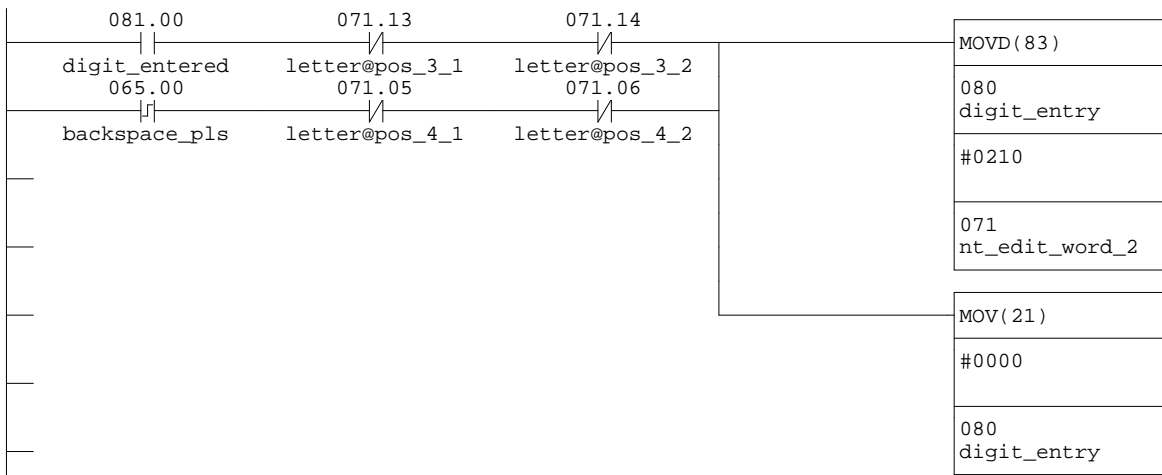 081.00 071.13 071.14
MOVD(83)
digit_entered letter@pos_3_1 letter@pos_3_2
065.00 071.05 071.06
080
digit_entry
backspace_pls letter@pos_4_1 letter@pos_4_2
#0210
071
nt_edit_word_2
MOV(21)
#0000
080
digit_entry